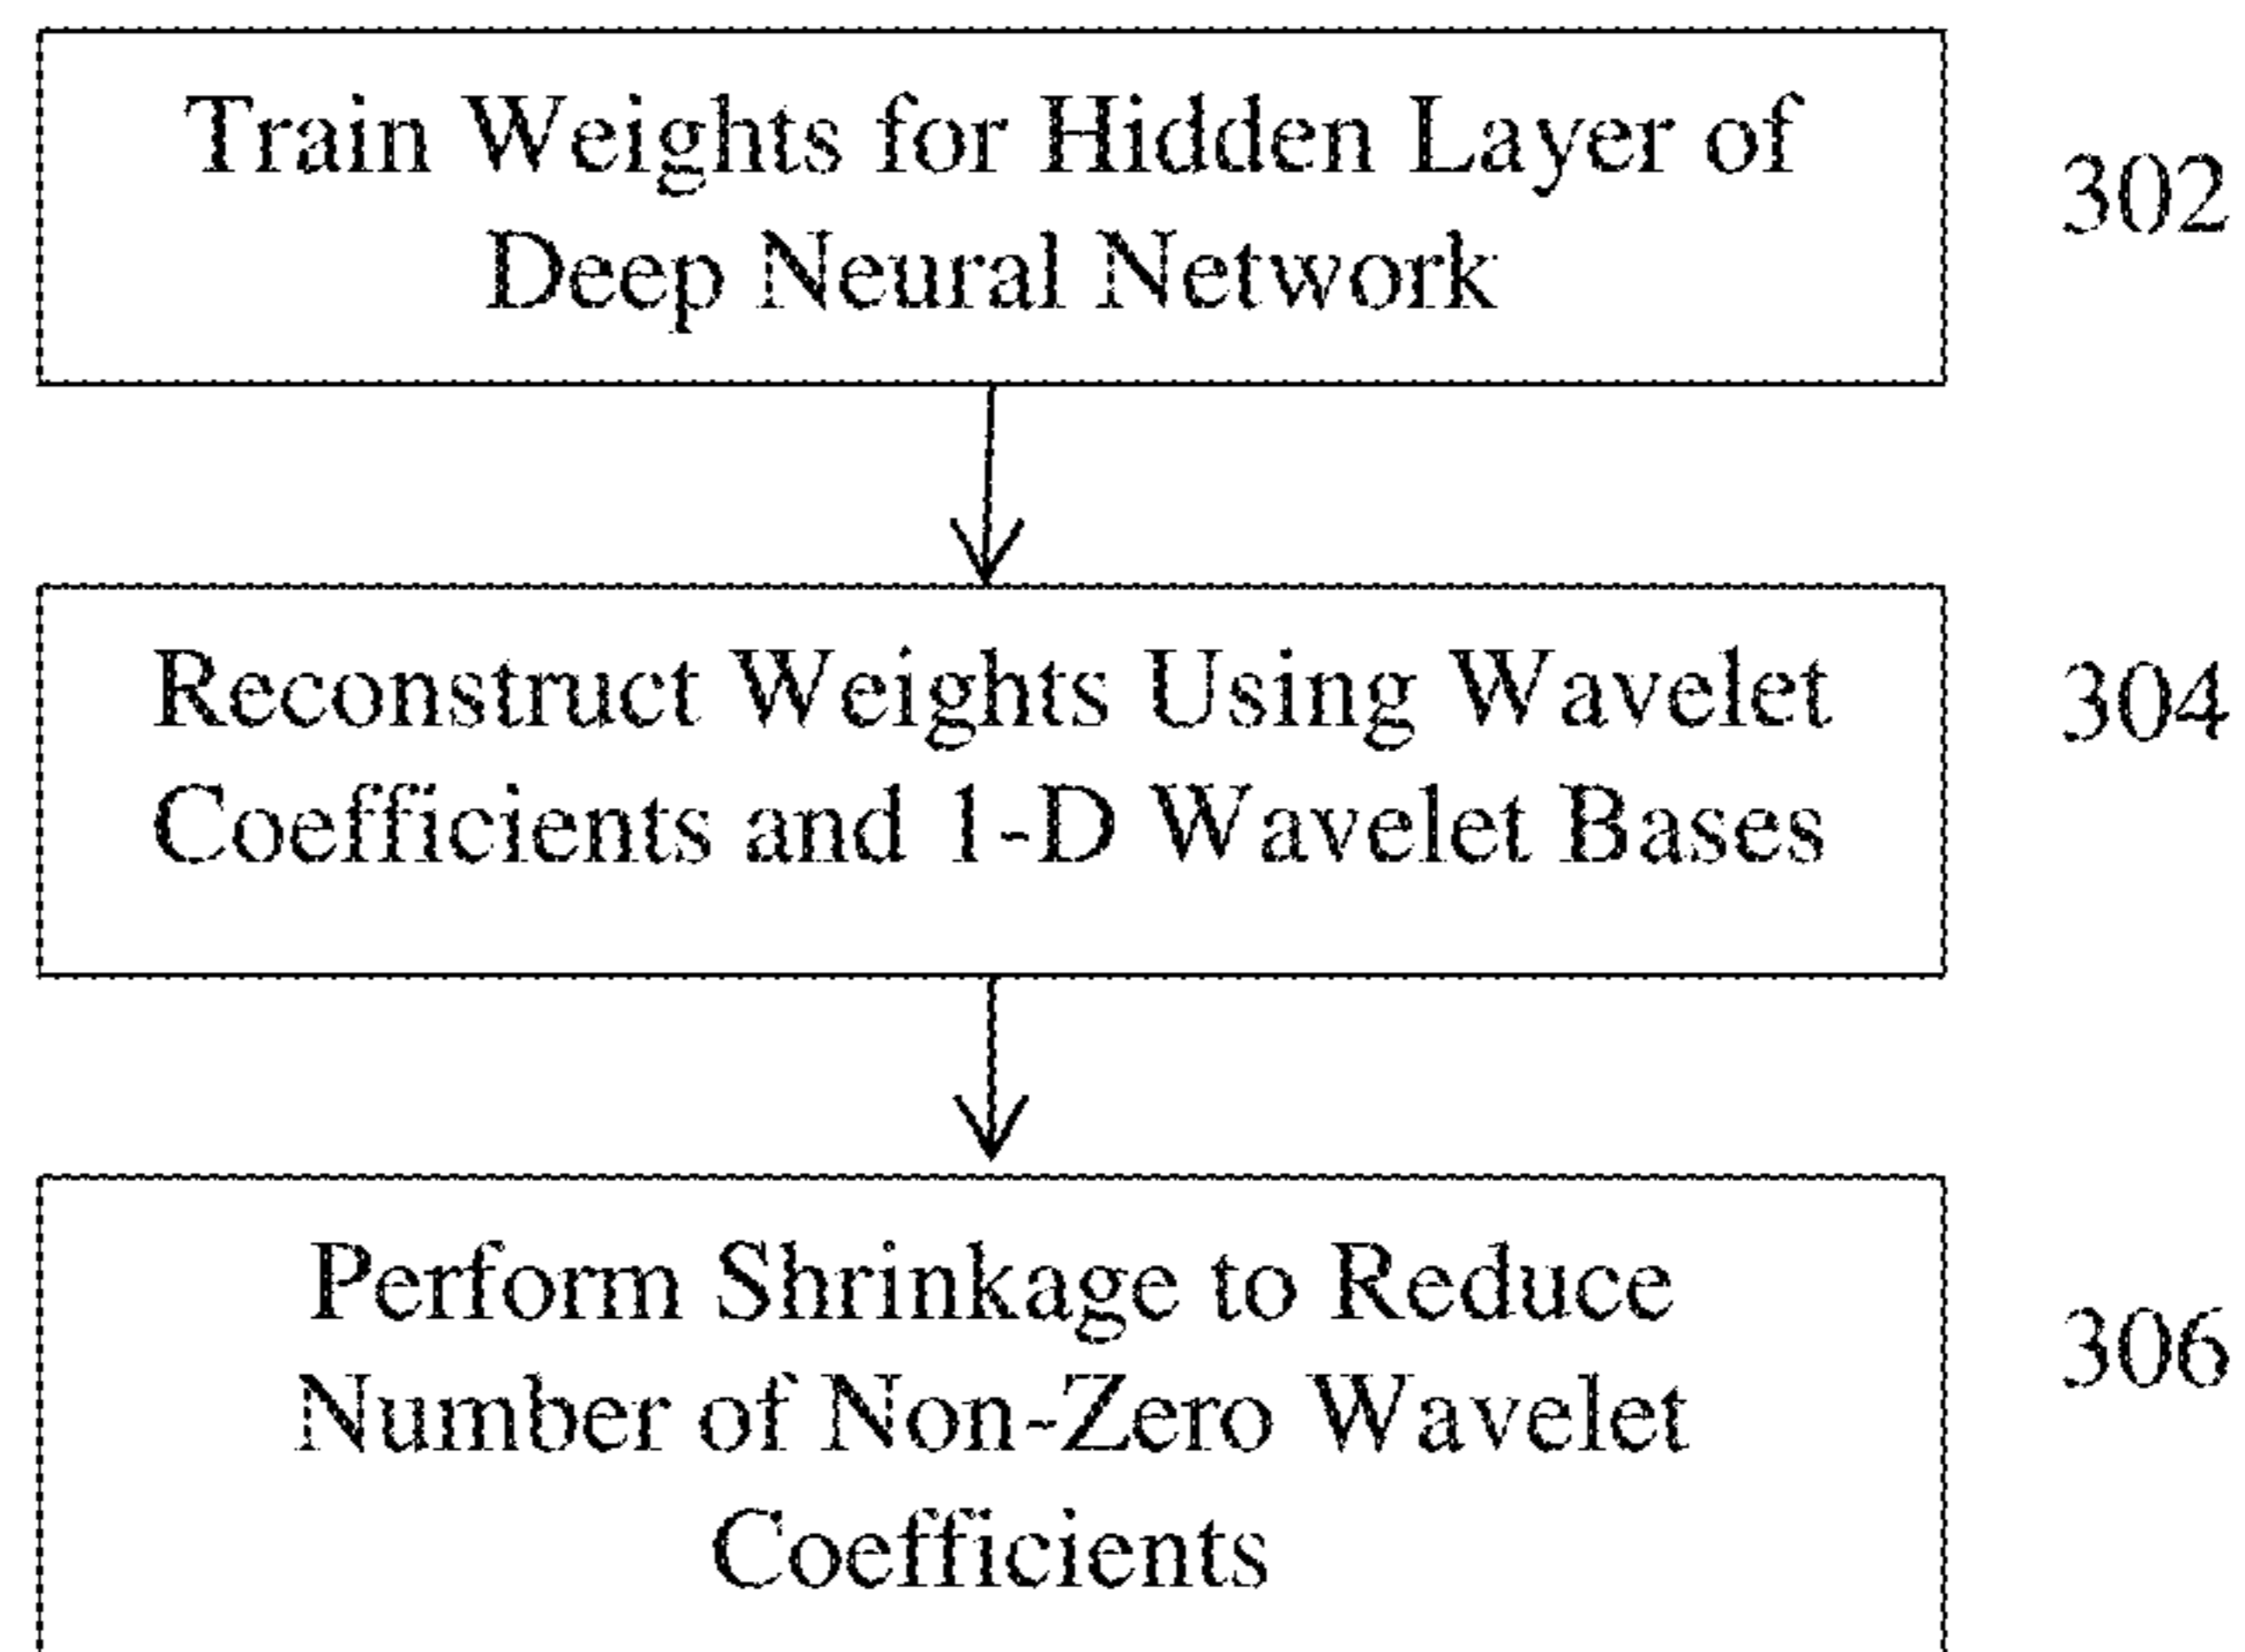 Train Weights for Hidden Layer of
Deep Neural Network
302
Reconstruct Weights Using Wavelet
Coefficients and 1-D Wavelet Bases
304
Perform Shrinkage to Reduce
Number of Non-Zero Wavelet
Coefficients
306